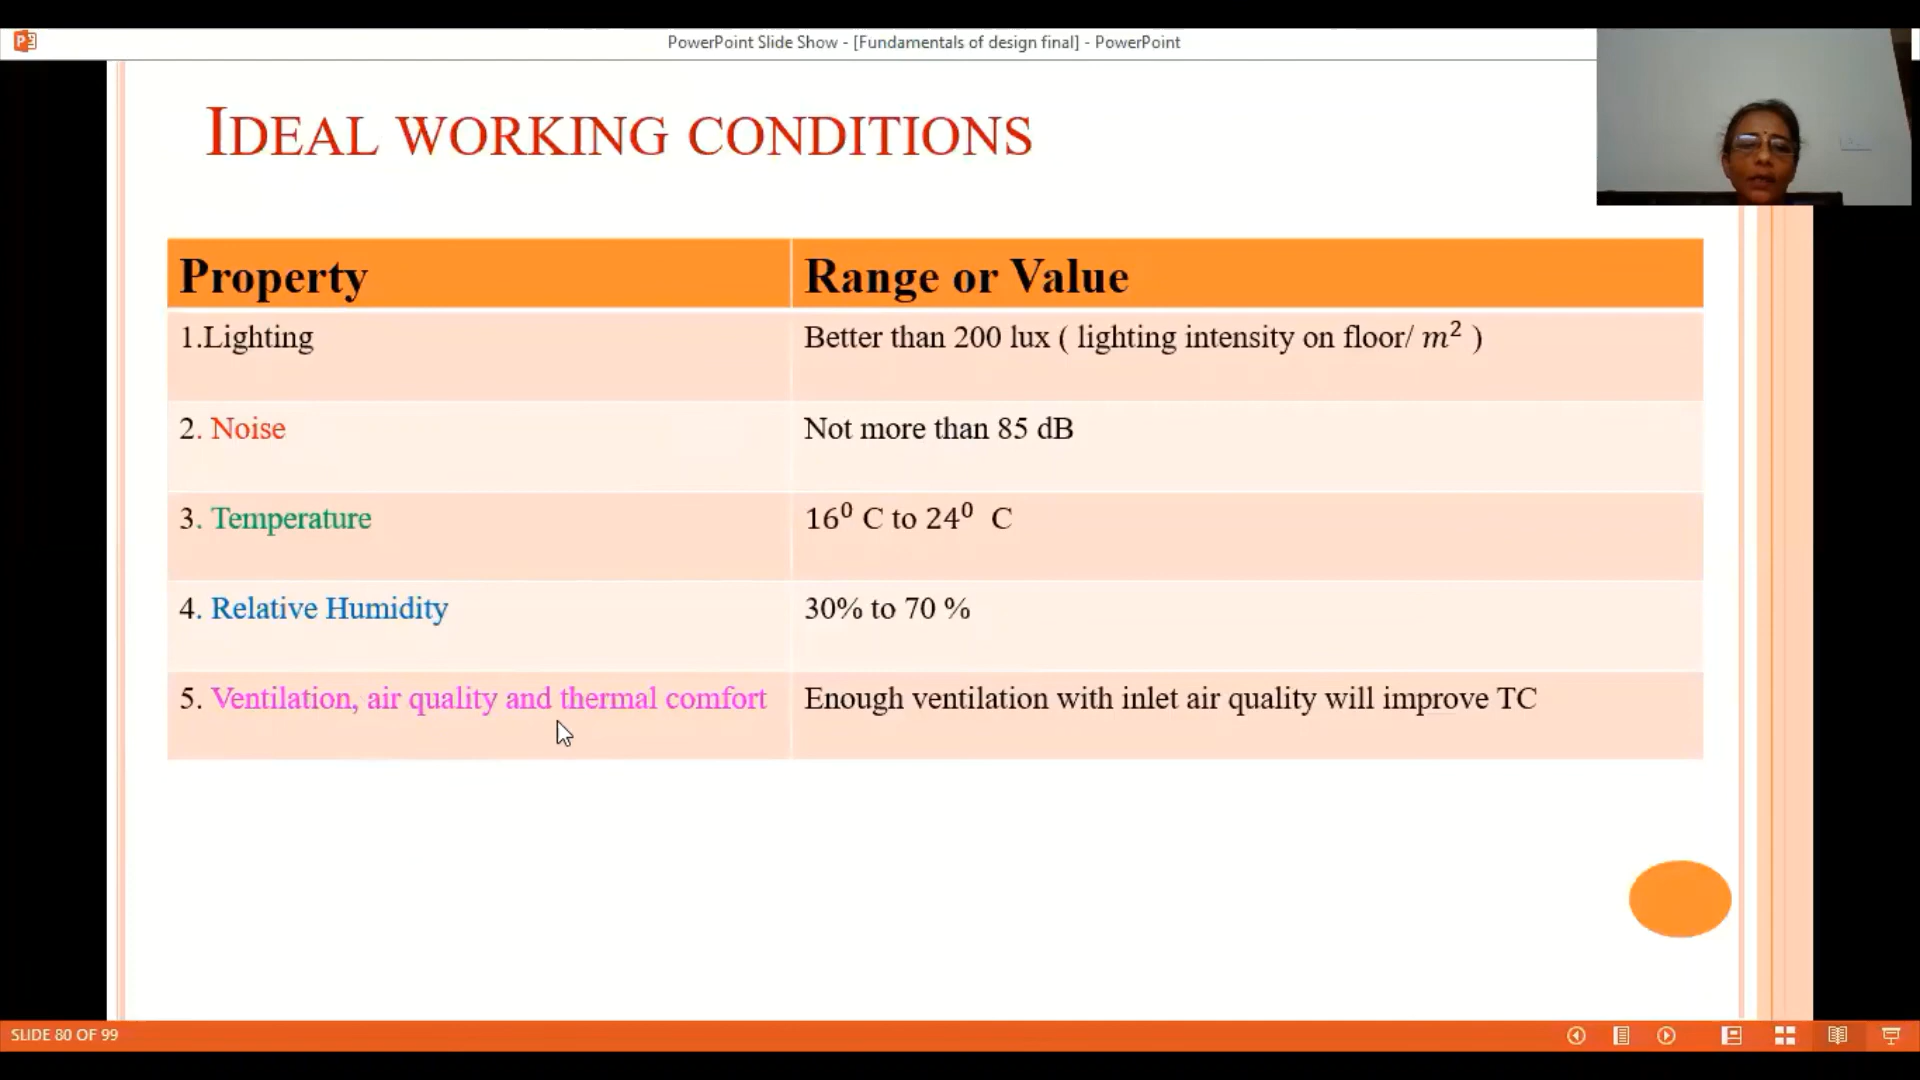 PowerPoint Slide Show - [Fundamentals of design final] - PowerPoint
IDEAL WORKING CONDITIONS
Property Range or Value
1.Lighting Better than 200 lux ( lighting intensity on floor/ m² )
2. Noise Not more than 85 dB
3. Temperature 16⁰ C to 24⁰ C
4. Relative Humidity 30% to 70 %
5. Ventilation, air quality and thermal comfort Enough ventilation with inlet air quality will improve TC
SLIDE 80 OF 99